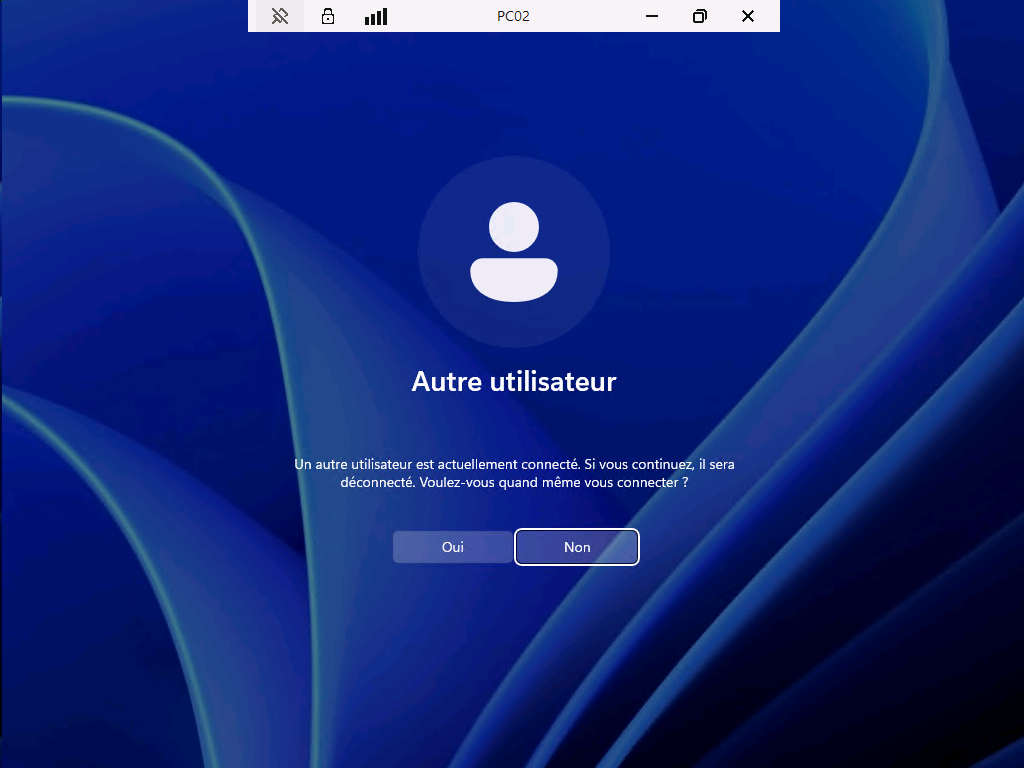 PC02
Autre utilisateur
Un autre utilisateur est actuellement connecté. Si vous continuez, il sera
déconnecté. Voulez-vous quand même vous connecter ?
Oui
Non